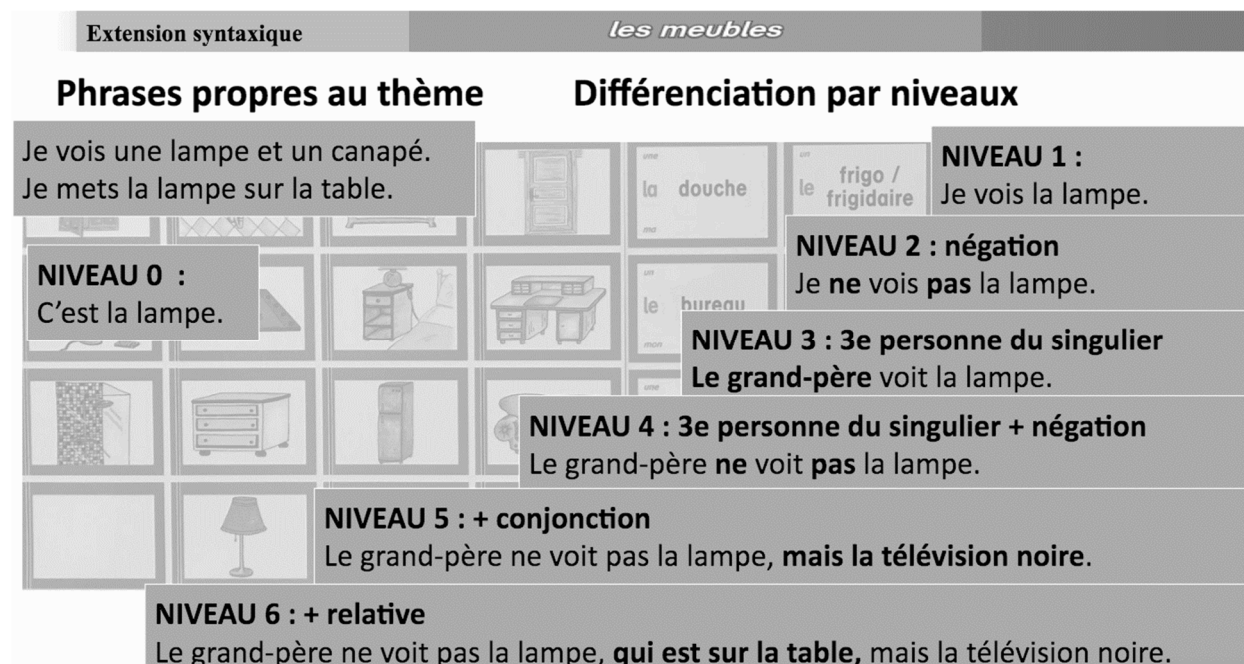 Extension syntaxique
les meubles
Phrases propres au thème
Différenciation par niveaux
Je vois une lampe et un canapé.
Je mets la lampe sur la table.
NIVEAU 0 :
C’est la lampe.
une
la douche
ma
un
le frigo /
frigidaire
un
le bureau
mon
une
NIVEAU 1 :
Je vois la lampe.
NIVEAU 2 : négation
Je ne vois pas la lampe.
NIVEAU 3 : 3e personne du singulier
Le grand-père voit la lampe.
NIVEAU 4 : 3e personne du singulier + négation
Le grand-père ne voit pas la lampe.
NIVEAU 5 : + conjonction
Le grand-père ne voit pas la lampe, mais la télévision noire.
NIVEAU 6 : + relative
Le grand-père ne voit pas la lampe, qui est sur la table, mais la télévision noire.